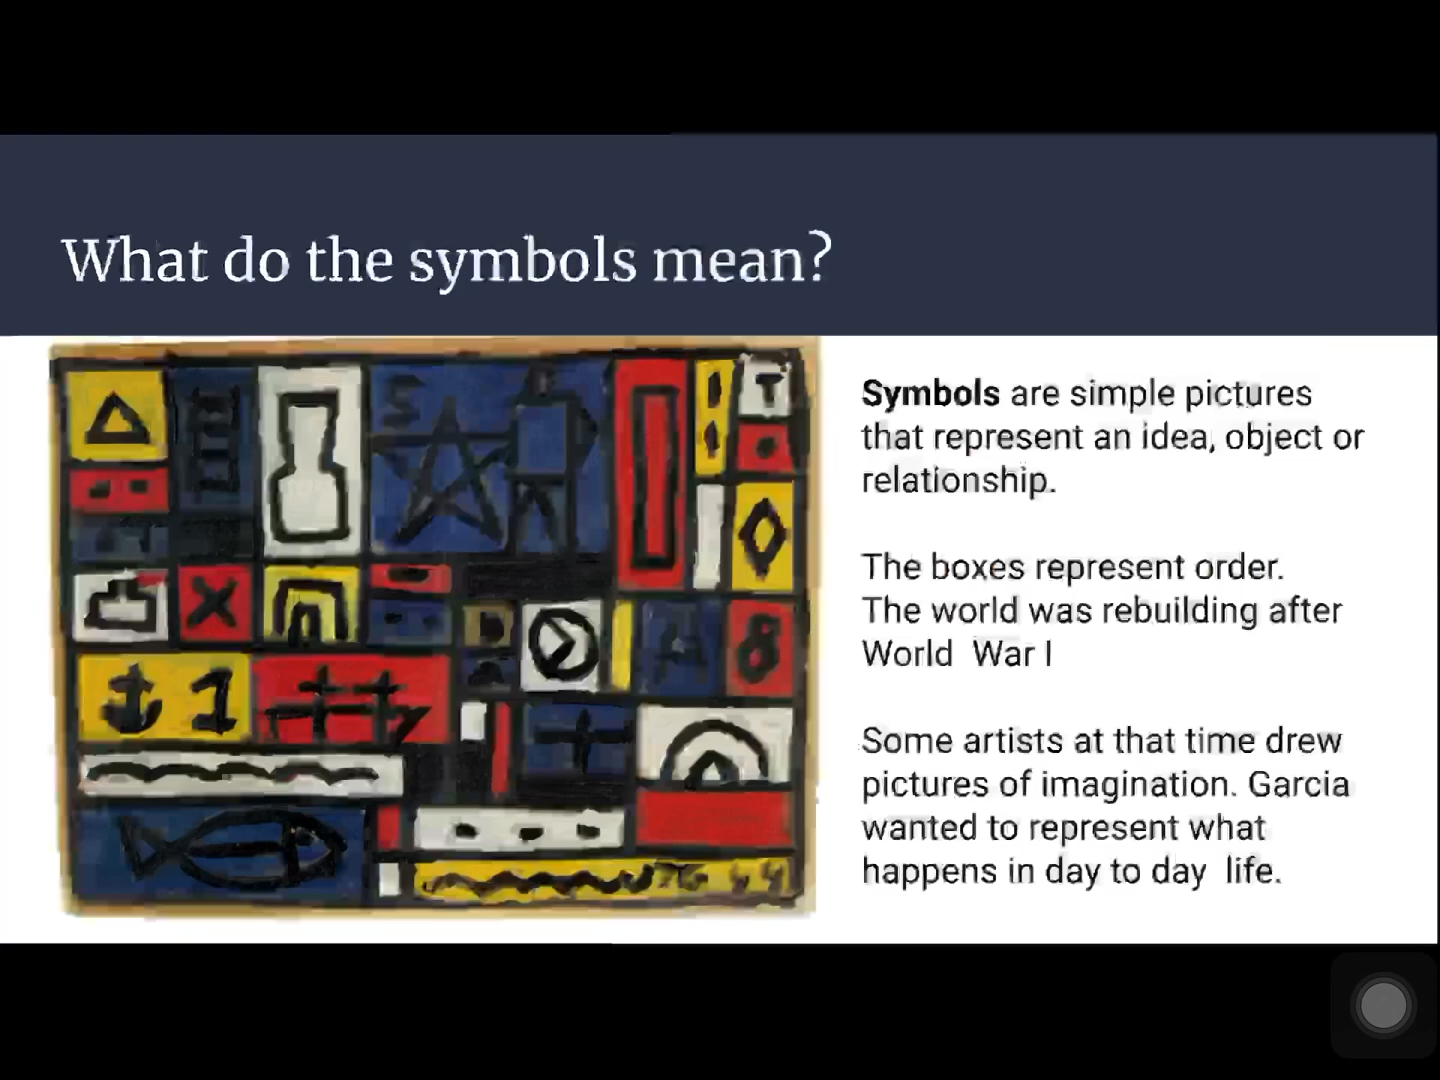 What do the symbols mean?
Symbols are simple pictures
that represent an idea, object or
relationship.
The boxes represent order.
The world was rebuilding after
World War I
Some artists at that time drew
pictures of imagination. Garcia
wanted to represent what
happens in day to day life.